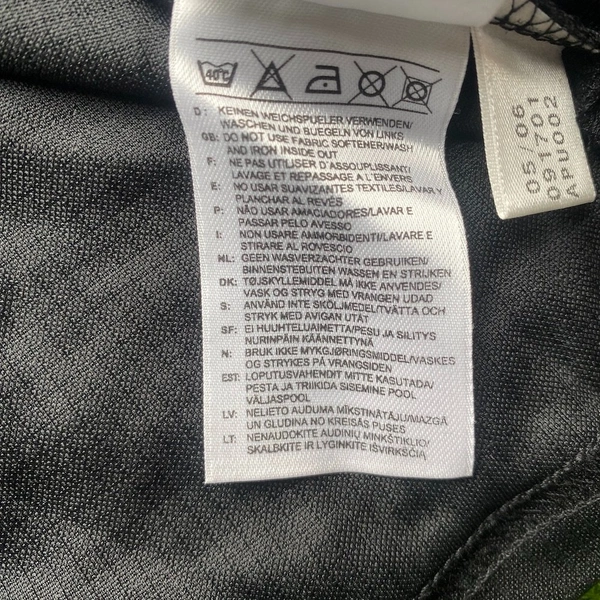 40°C
D: KEINEN WEICHSPUELER VERWENDEN/
WASCHEN UND BUEGELN VON LINKS
GB: DO NOT USE FABRIC SOFTENER/WASH
AND IRON INSIDE OUT
F: NE PAS UTILISER D'ASSOUPLISSANT/
LAVAGE ET REPASSAGE A L'ENVERS
E: NO USAR SUAVIZANTES TEXTILES/LAVAR Y
PLANCHAR AL REVÉS
P: NÃO USAR AMACIADORES/LAVAR E
PASSAR PELO AVESSO
I: NON USARE AMMORBIDENTI/LAVARE E
STIRARE AL ROVESCIO
NL: GEEN WASVERZACHTER GEBRUIKEN/
BINNENSTEBUITEN WASSEN EN STRIJKEN
DK: TØJSKYLLEMIDDEL MÅ IKKE ANVENDES/
VASK OG STRYG MED VRANGEN UDAD
S: ANVÄND INTE SKÖLJMEDEL/TVÄTTA OCH
STRYK MED AVIGAN UTÅT
SF: EI HUUHTELUAINETTA/PESU JA SILITYS
NURINPÄIN KÄÄNNETTYNÄ
N: BRUK IKKE MYKGJØRINGSMIDDEL/VASKES
OG STRYKES PÅ VRANGSIDEN
EST: LOPUTUSVAHENDIT MITTE KASUTADA/
PESTA JA TRIIKIDA SISEMINE POOL
VÄLJASPOOL
LV: NELIETO AUDUMA MĪKSTINĀTĀJU/MAZGĀ
UN GLUDINA NO KREISĀS PUSES
LT: NENAUDOKITE AUDINIŲ MINKŠTIKLIO/
SKALBKITE IR LYGINKITE IŠVIRKŠČIĄ
05/06
091701
APU002